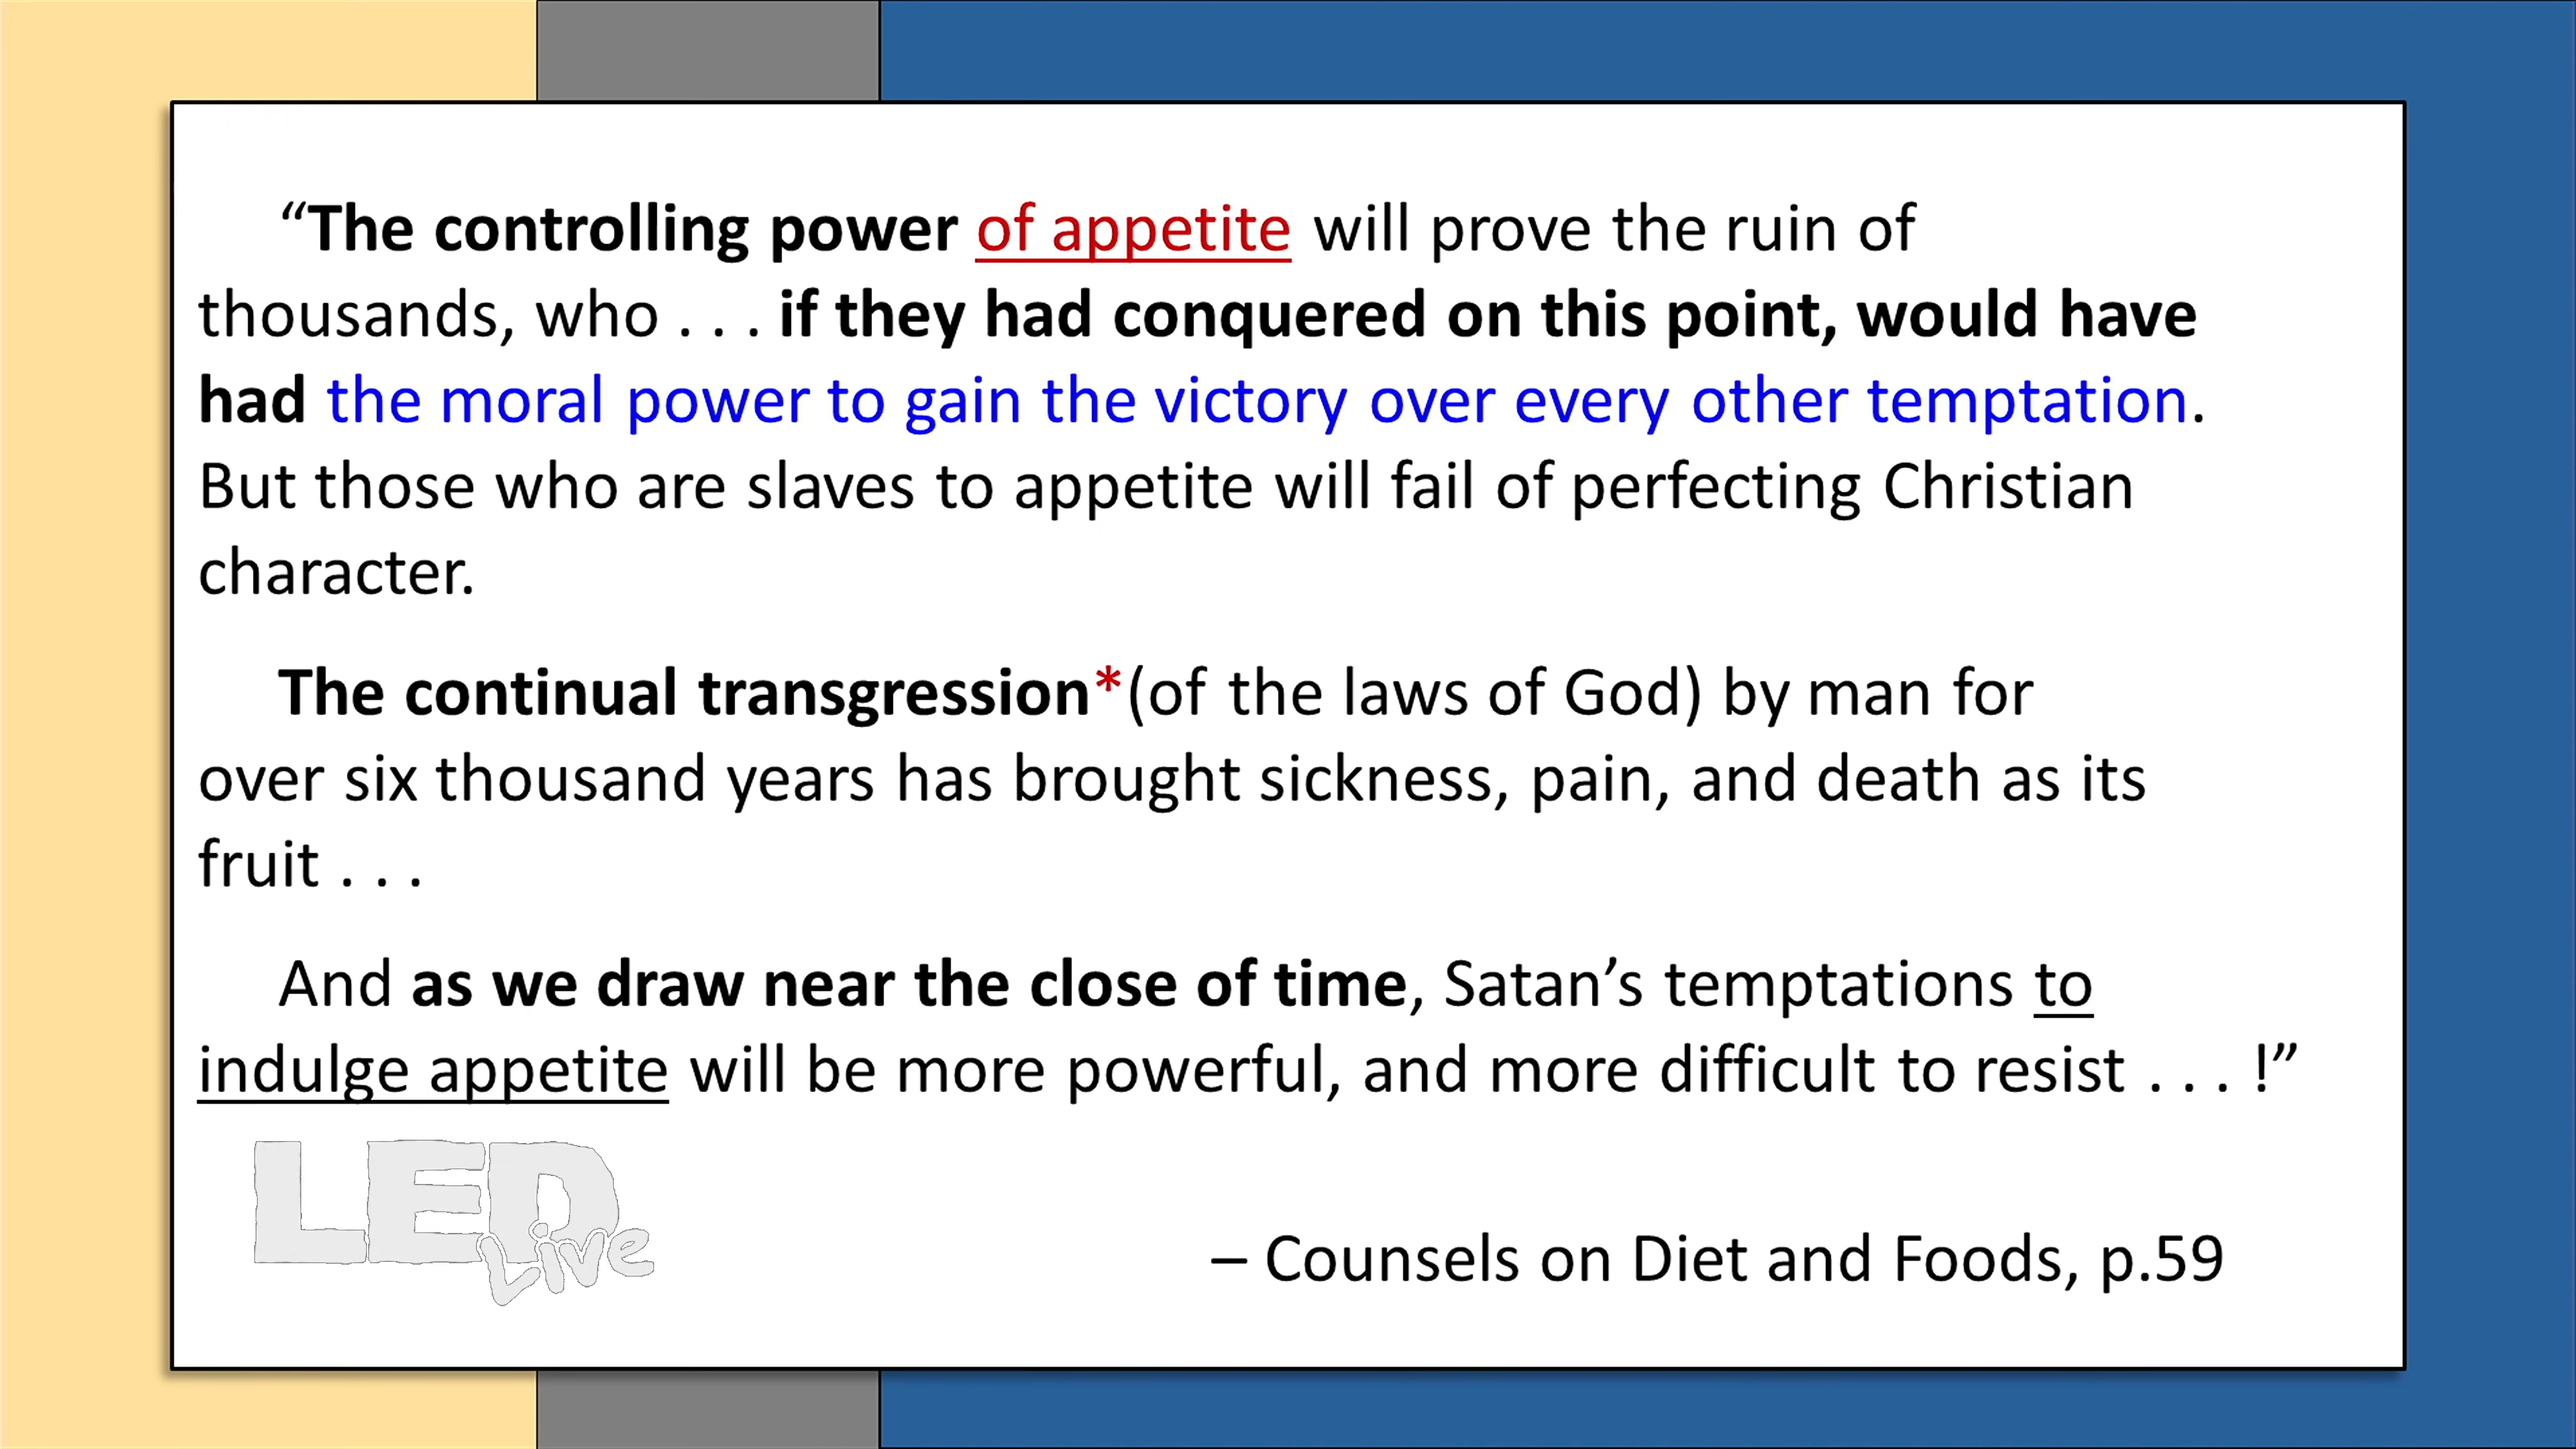 “The controlling power of appetite will prove the ruin of
thousands, who . . . if they had conquered on this point, would have
had the moral power to gain the victory over every other temptation.
But those who are slaves to appetite will fail of perfecting Christian
character.
The continual transgression*(of the laws of God) by man for
over six thousand years has brought sickness, pain, and death as its
fruit . . .
And as we draw near the close of time, Satan’s temptations to
indulge appetite will be more powerful, and more difficult to resist . . . !”
LED
Live
– Counsels on Diet and Foods, p.59